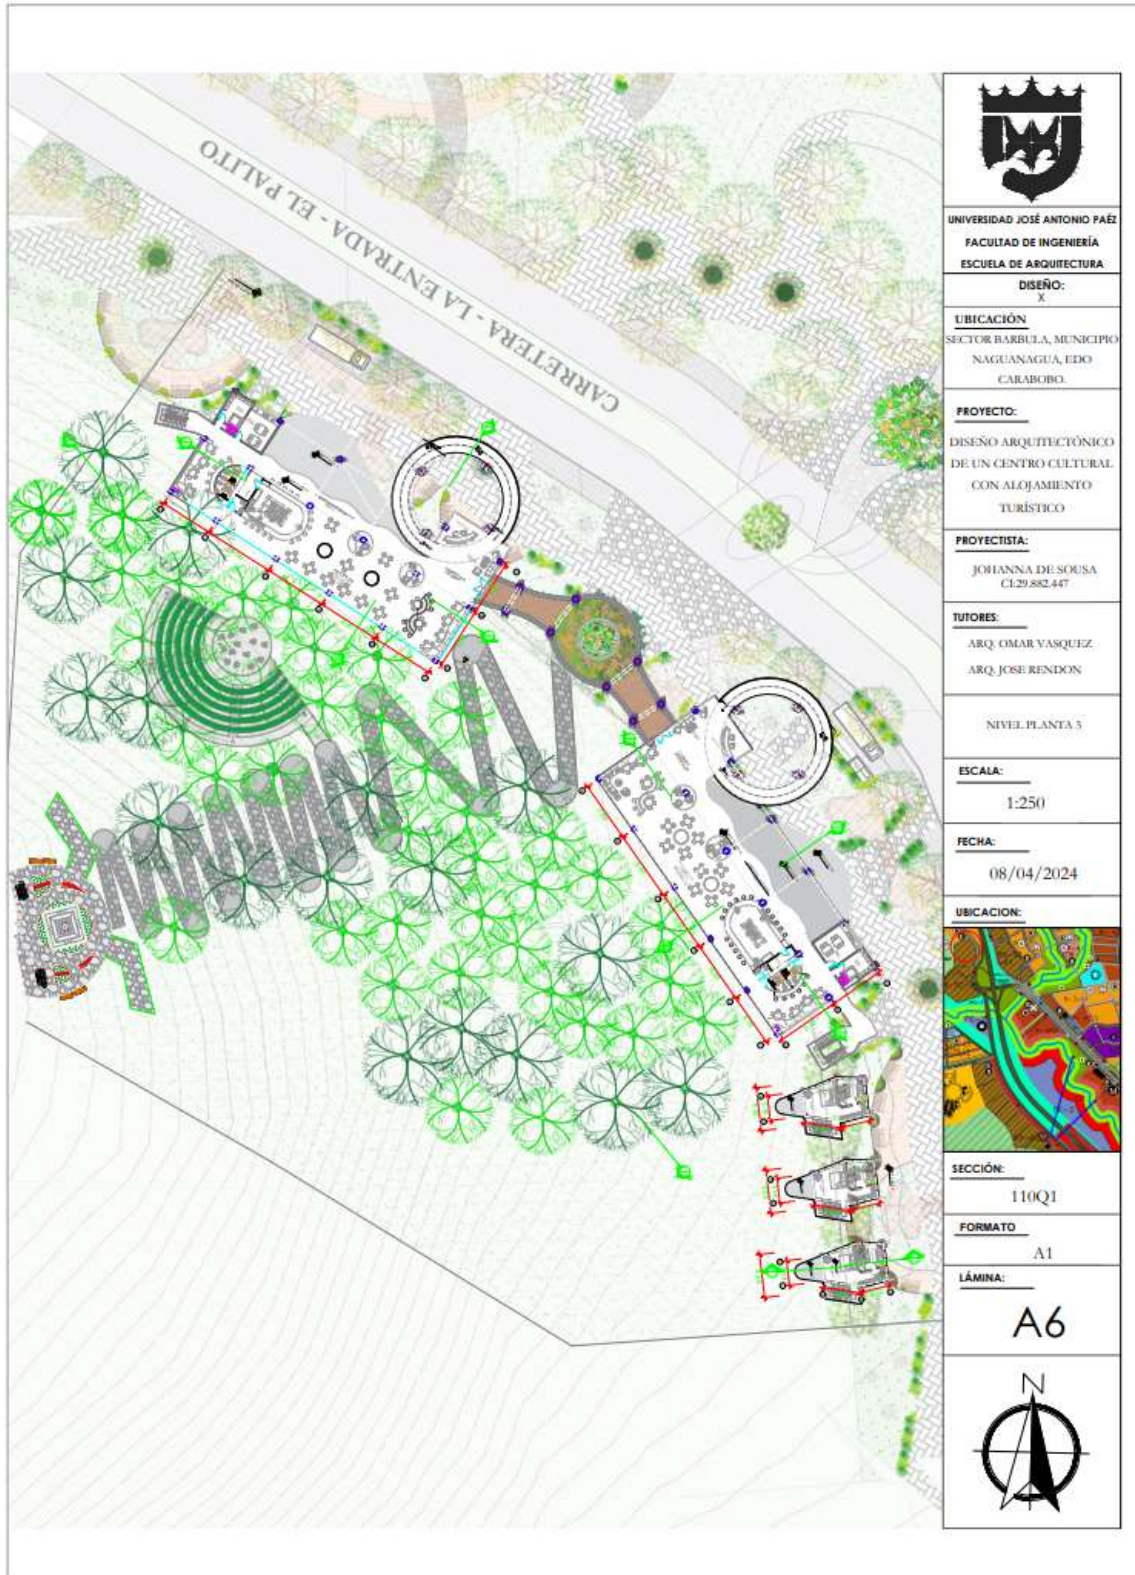 CARRETERA - LA ENTRADA - EL PALITO
UNIVERSIDAD JOSÉ ANTONIO PAÉZ
FACULTAD DE INGENIERÍA
ESCUELA DE ARQUITECTURA
DISEÑO:
X
UBICACIÓN
SECTOR BARBULA, MUNICIPIO
NAGUANAGUA, EDO
CARABOBO.
PROYECTO:
DISEÑO ARQUITECTÓNICO
DE UN CENTRO CULTURAL
CON ALOJAMIENTO
TURÍSTICO
PROYECTISTA:
JOHANNA DE SOUSA
CI:29.882.447
TUTORES:
ARQ. OMAR VASQUEZ
ARQ. JOSE RENDON
NIVEL PLANTA 3
ESCALA:
1:250
FECHA:
08/04/2024
UBICACION:
SECCIÓN:
110Q1
FORMATO
A1
LÁMINA:
A6
N